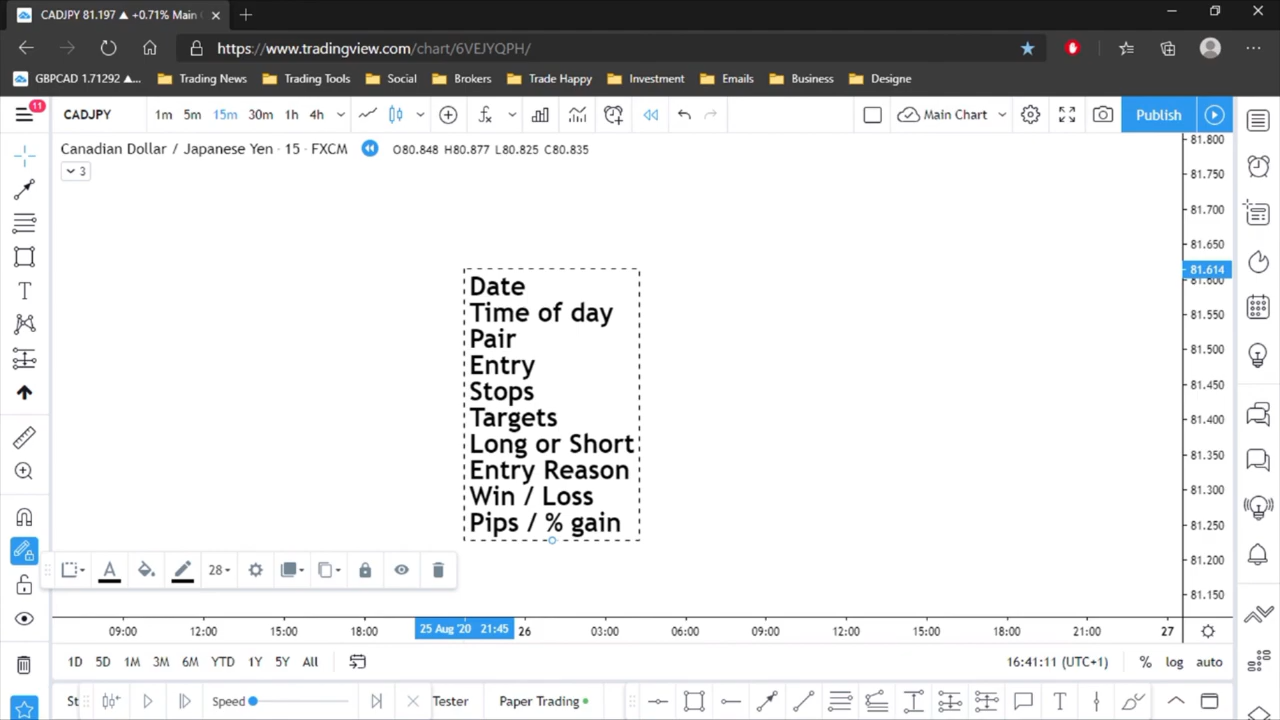 CADJPY 81.197 ▲ +0.71% Main
https://www.tradingview.com/chart/6VEJYQPH/
GBPCAD 1.71292 ▲... Trading News Trading Tools Social Brokers Trade Happy Investment Emails Business Designe
11
CADJPY 1m 5m 15m 30m 1h 4h Main Chart Publish
Canadian Dollar / Japanese Yen · 15 · FXCM O80.848 H80.877 L80.825 C80.835
3
81.800
81.750
81.700
81.650
81.614
81.600
81.550
81.500
81.450
81.400
81.350
81.300
81.250
81.200
81.150
Date
Time of day
Pair
Entry
Stops
Targets
Long or Short
Entry Reason
Win / Loss
Pips / % gain
28
09:00 12:00 15:00 18:00 25 Aug '20 21:45 26 03:00 06:00 09:00 12:00 15:00 18:00 21:00 27
1D 5D 1M 3M 6M YTD 1Y 5Y All 16:41:11 (UTC+1) % log auto
St Speed Tester Paper Trading